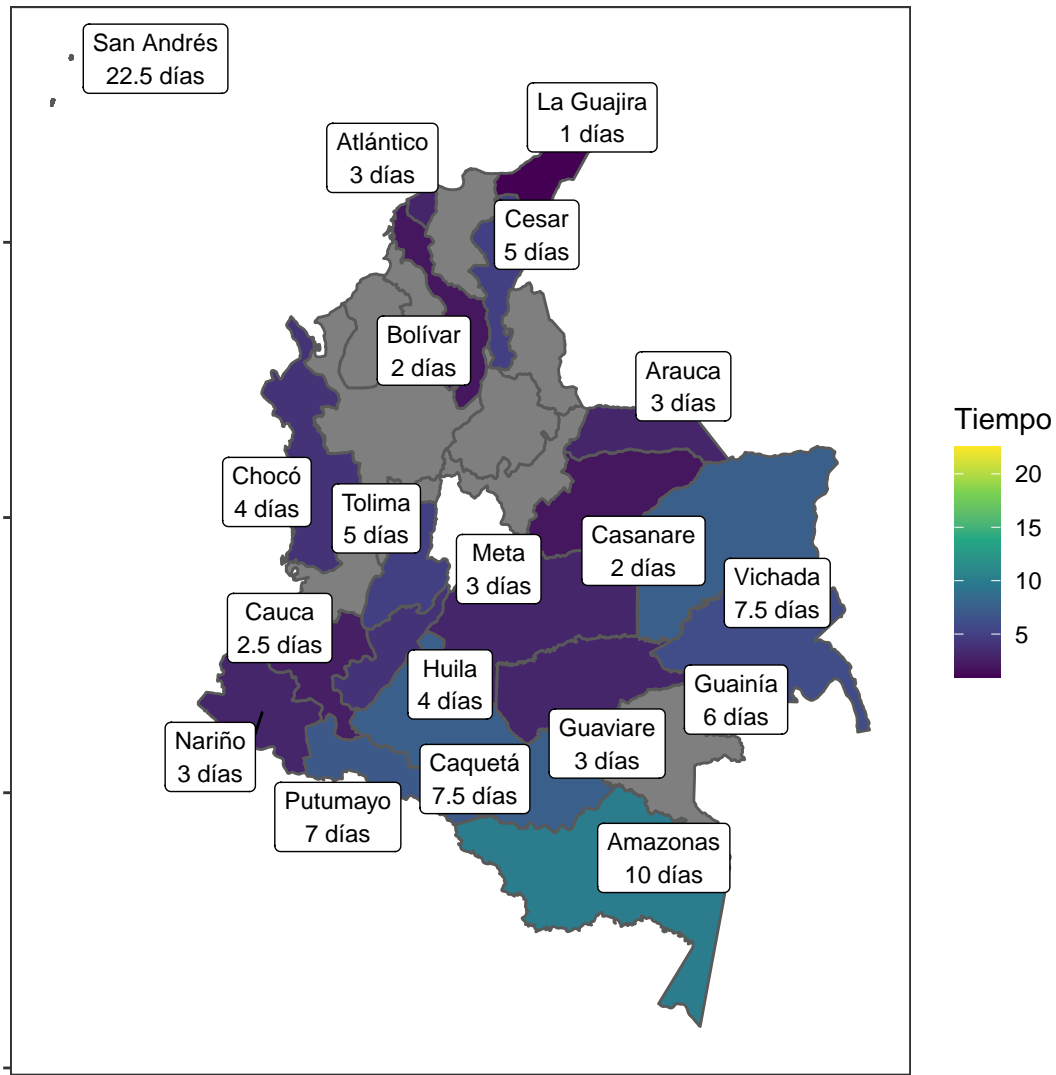 San Andrés
22.5 días
La Guajira
1 días
Atlántico
3 días
Cesar
5 días
Bolívar
2 días
Arauca
3 días
Chocó
4 días
Tolima
5 días
Casanare
2 días
Meta
3 días
Vichada
7.5 días
Cauca
2.5 días
Huila
4 días
Guainía
6 días
Guaviare
3 días
Nariño
3 días
Caquetá
7.5 días
Putumayo
7 días
Amazonas
10 días
Tiempo
20
15
10
5